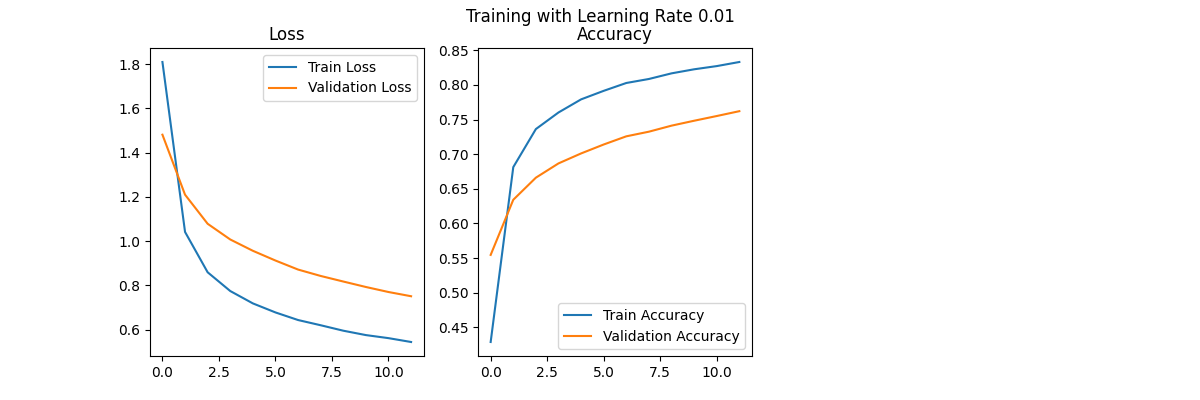 Training with Learning Rate 0.01
Loss
Train Loss
Validation Loss
1.8
1.6
1.4
1.2
1.0
0.8
0.6
0.0 2.5 5.0 7.5 10.0
Accuracy
0.85
0.80
0.75
0.70
0.65
0.60
0.55
0.50
0.45
Train Accuracy
Validation Accuracy
0.0 2.5 5.0 7.5 10.0